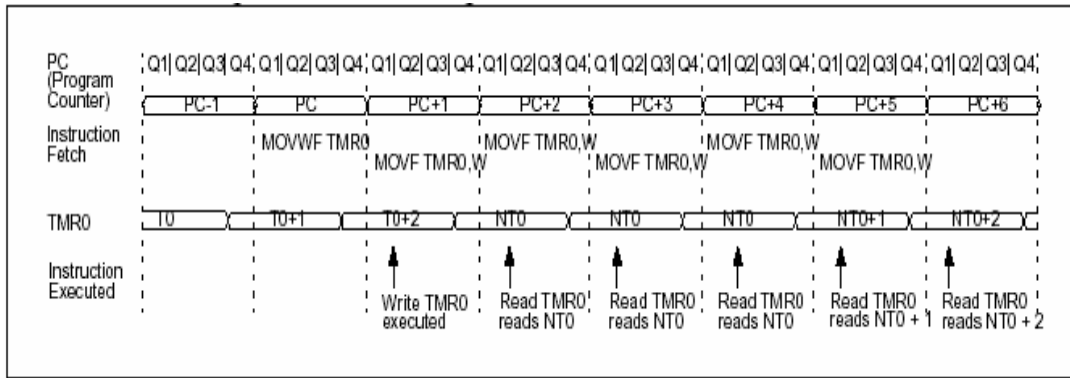 PC (Program Counter)
Q1| Q2| Q3| Q4 Q1| Q2| Q3| Q4 Q1| Q2| Q3| Q4 Q1| Q2| Q3| Q4 Q1| Q2| Q3| Q4 Q1| Q2| Q3| Q4 Q1| Q2| Q3| Q4 Q1| Q2| Q3| Q4
PC-1 PC PC+1 PC+2 PC+3 PC+4 PC+5 PC+6
Instruction Fetch
MOVWF TMR0 MOVF TMR0,W MOVF TMR0,W MOVF TMR0,W MOVF TMR0,W MOVF TMR0,W
TMR0
T0 T0+1 T0+2 NT0 NT0 NT0 NT0+1 NT0+2
Instruction Executed
Write TMR0 executed
Read TMR0 reads NT0
Read TMR0 reads NT0
Read TMR0 reads NT0
Read TMR0 reads NT0 + 1
Read TMR0 reads NT0 + 2